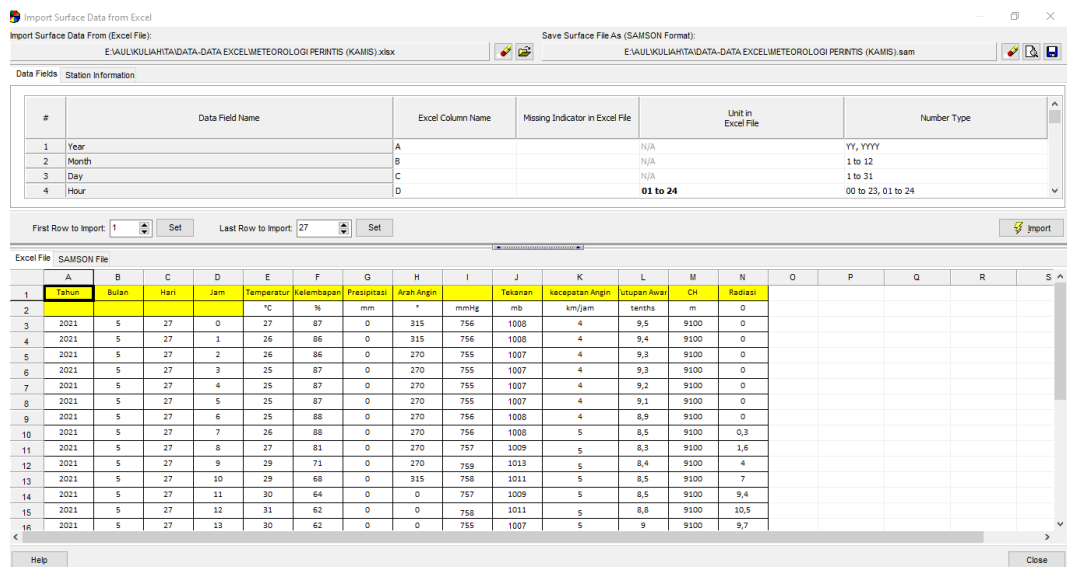 Import Surface Data from Excel
Import Surface Data From (Excel File): Save Surface File As (SAMSON Format):
E:\AUL\KULIAH\TA\DATA-DATA EXCEL\METEOROLOGI PERINTIS (KAMIS).xlsx E:\AUL\KULIAH\TA\DATA-DATA EXCEL\METEOROLOGI PERINTIS (KAMIS).sam
Data Fields Station Information
# Data Field Name Excel Column Name Missing Indicator in Excel File Unit in Excel File Number Type
1 Year A N/A YY, YYYY
2 Month B N/A 1 to 12
3 Day C N/A 1 to 31
4 Hour D 01 to 24 00 to 23, 01 to 24
First Row to Import: 1 Set Last Row to Import: 27 Set Import
Excel File SAMSON File
A B C D E F G H I J K L M N O P Q R S
1 Tahun Bulan Hari Jam Temperatur Kelembapan Presipitasi Arah Angin Tekanan kecepatan Angin utupan Awar CH Radiasi
2 °C % mm ° mmHg mb km/jam tenths m 0
3 2021 5 27 0 27 87 0 315 756 1008 4 9,5 9100 0
4 2021 5 27 1 26 86 0 315 756 1008 4 9,4 9100 0
5 2021 5 27 2 26 86 0 270 755 1007 4 9,3 9100 0
6 2021 5 27 3 25 87 0 270 755 1007 4 9,3 9100 0
7 2021 5 27 4 25 87 0 270 755 1007 4 9,2 9100 0
8 2021 5 27 5 25 87 0 270 755 1007 4 9,1 9100 0
9 2021 5 27 6 25 88 0 270 756 1008 4 8,9 9100 0
10 2021 5 27 7 26 88 0 270 756 1008 5 8,5 9100 0,3
11 2021 5 27 8 27 81 0 270 757 1009 5 8,3 9100 1,6
12 2021 5 27 9 29 71 0 270 759 1013 5 8,4 9100 4
13 2021 5 27 10 29 68 0 315 758 1011 5 8,5 9100 7
14 2021 5 27 11 30 64 0 0 757 1009 5 8,5 9100 9,4
15 2021 5 27 12 31 62 0 0 758 1011 5 8,8 9100 10,5
16 2021 5 27 13 30 62 0 0 755 1007 5 9 9100 9,7
Help Close